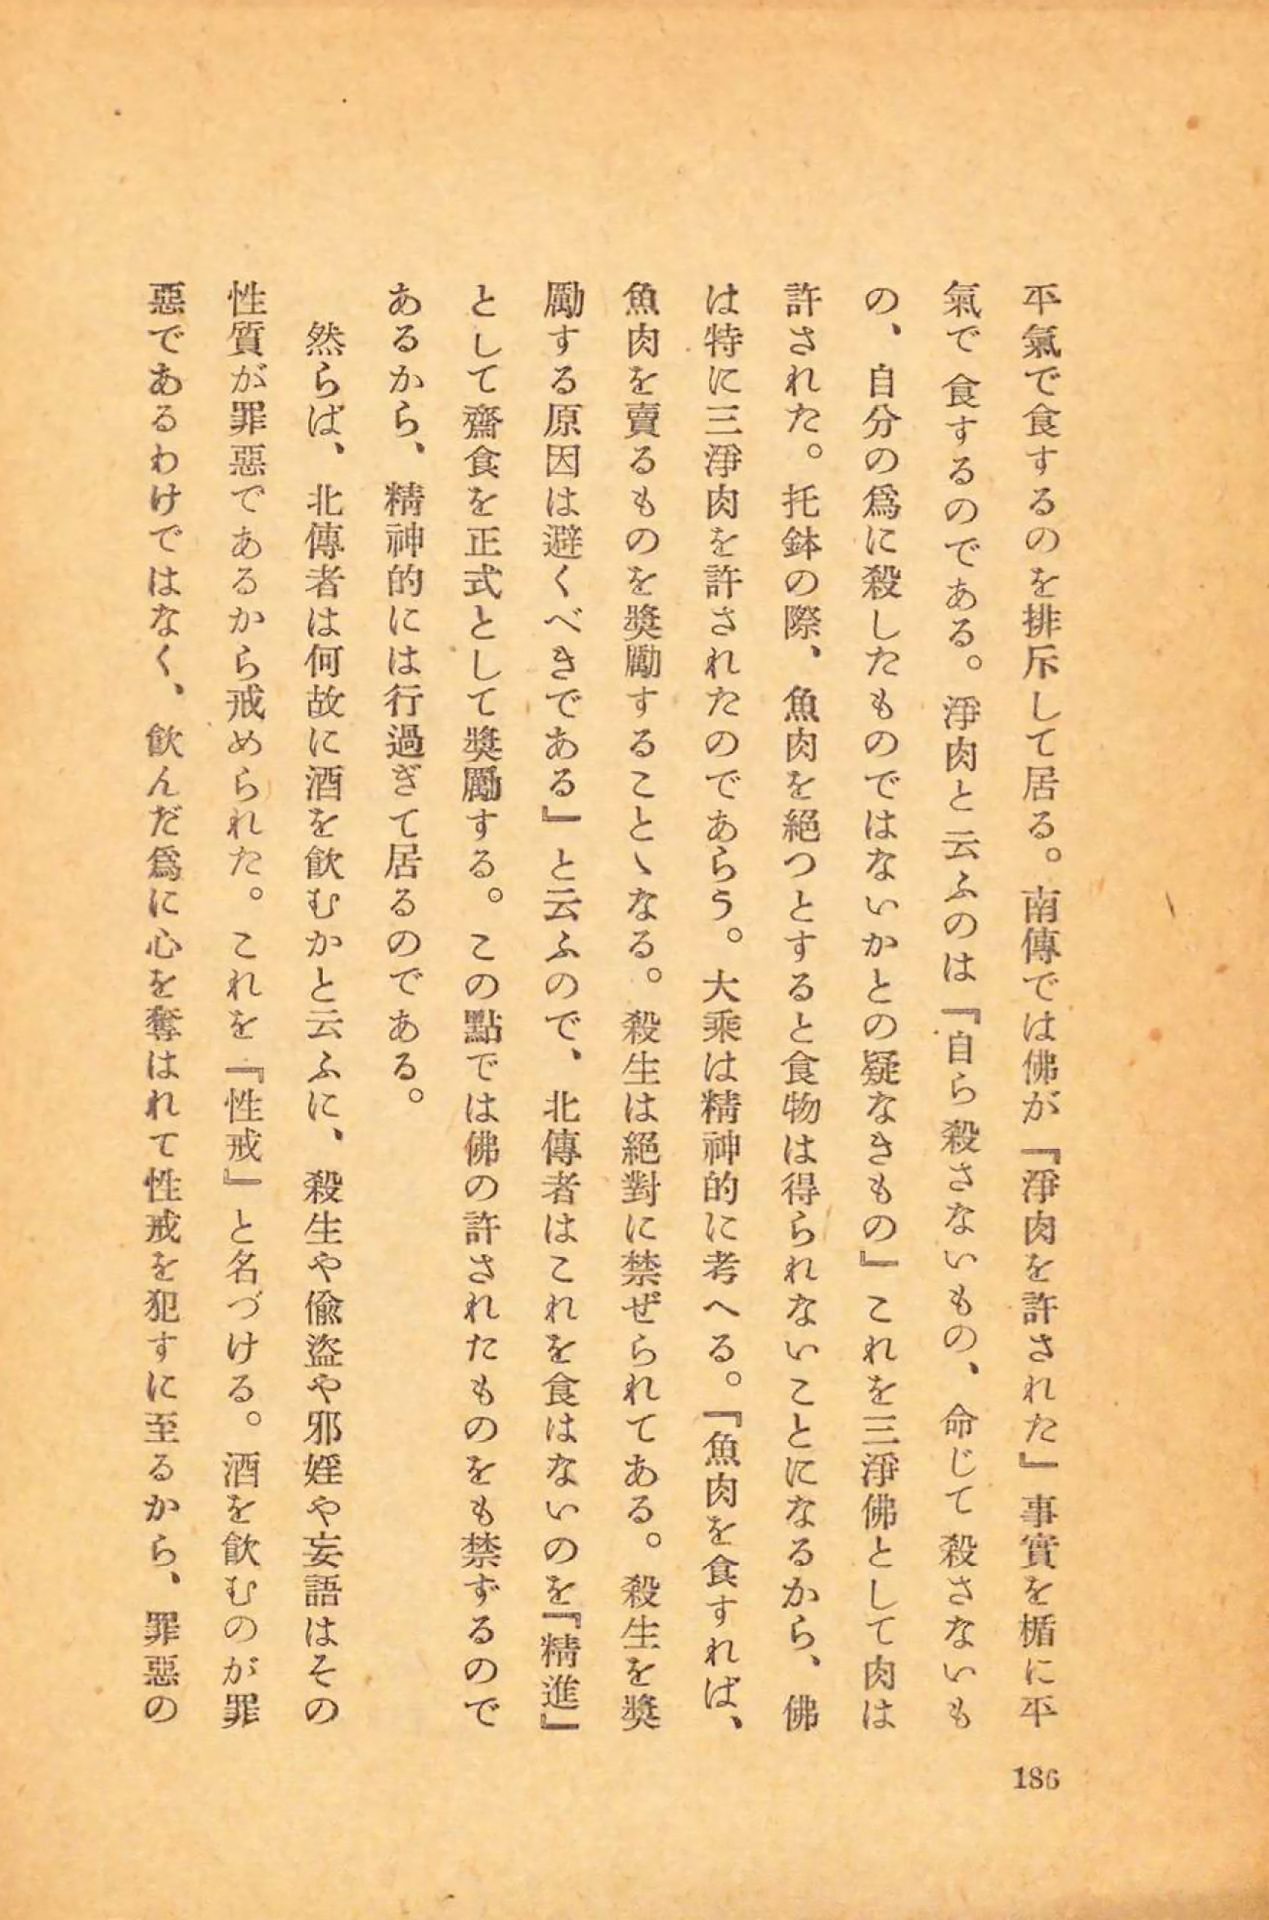 平氣で食するのを排斥して居る。南傳では佛が『淨肉を許された』事實を楯に平
氣で食するのである。淨肉と云ふのは『自ら殺さないもの、命じて殺さないも
の、自分の爲に殺したものではないかとの疑なきもの』これを三淨佛として肉は
許された。托鉢の際、魚肉を絕つとすると食物は得られないことになるから、佛
は特に三淨肉を許されたのであらう。大乘は精神的に考へる。『魚肉を食すれば、
魚肉を賣るものを奬勵することゝなる。殺生は絕對に禁ぜられてある。殺生を奬
勵する原因は避くべきである』と云ふので、北傳者はこれを食はないのを『精進』
として齋食を正式として奬勵する。この點では佛の許されたものをも禁ずるので
あるから、精神的には行過ぎて居るのである。
然らば、北傳者は何故に酒を飮むかと云ふに、殺生や偸盜や邪婬や妄語はその
性質が罪惡であるから戒められた。これを『性戒』と名づける。酒を飮むのが罪
惡であるわけではなく、飮んだ爲に心を奪はれて性戒を犯すに至るから、罪惡の
186